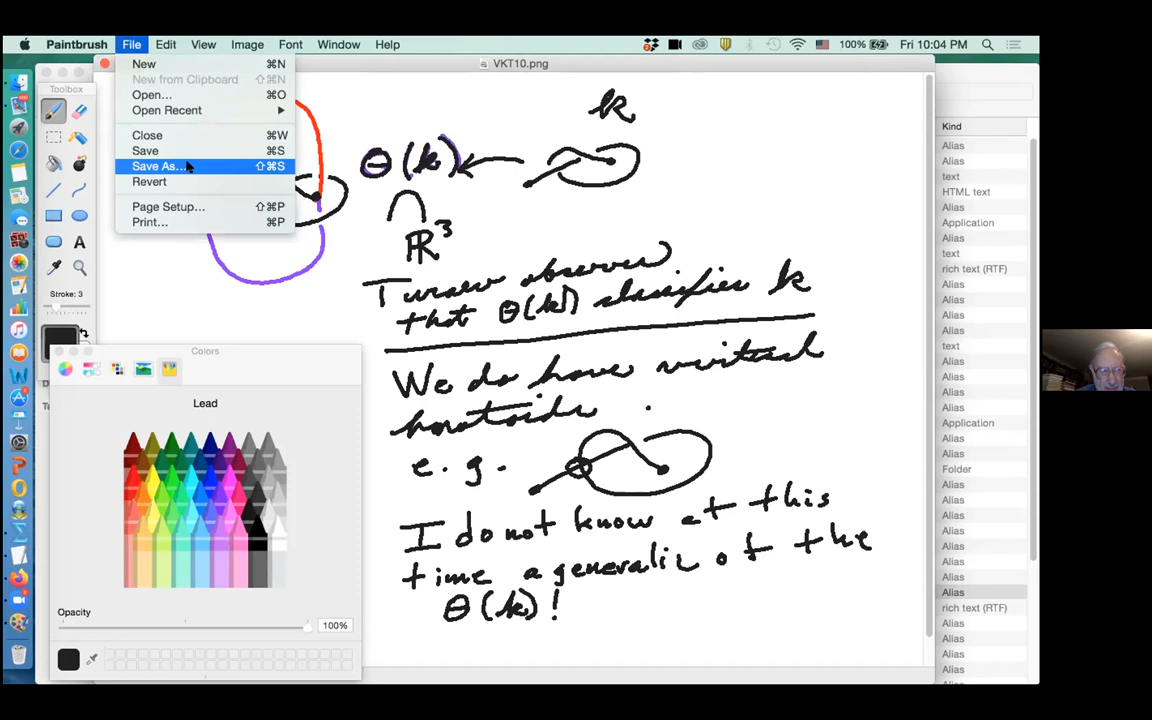 Paintbrush File Edit View Image Font Window Help
100% Fri 10:04 PM
VKT10.png
New ⌘N
New from Clipboard ⇧⌘N
Open... ⌘O
Open Recent
Close ⌘W
Save ⌘S
Save As... ⇧⌘S
Revert
Page Setup... ⇧⌘P
Print... ⌘P
Toolbox
A
Stroke: 3
Colors
Lead
Opacity
100%
k
Θ(k)
ℝ³
Turaev observes
that Θ(k) classifies k
We do have virtual
knotoids
e.g.
I do not know at this
time a generaliz of the
Θ(k)!
Kind
Alias
Alias
text
HTML text
Alias
Application
Alias
Alias
rich text (RTF)
Alias
Alias
Alias
Alias
text
Alias
Alias
Alias
Alias
Application
Alias
Alias
Folder
Alias
Alias
Alias
Alias
Alias
Alias
Alias
Alias
rich text (RTF)
Alias
Alias
Alias
Alias
Alias